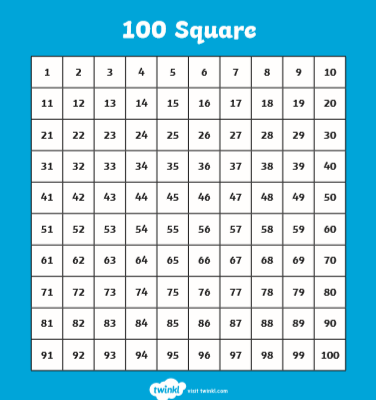 100 Square
1 2 3 4 5 6 7 8 9 10
11 12 13 14 15 16 17 18 19 20
21 22 23 24 25 26 27 28 29 30
31 32 33 34 35 36 37 38 39 40
41 42 43 44 45 46 47 48 49 50
51 52 53 54 55 56 57 58 59 60
61 62 63 64 65 66 67 68 69 70
71 72 73 74 75 76 77 78 79 80
81 82 83 84 85 86 87 88 89 90
91 92 93 94 95 96 97 98 99 100
twinkl visit twinkl.com